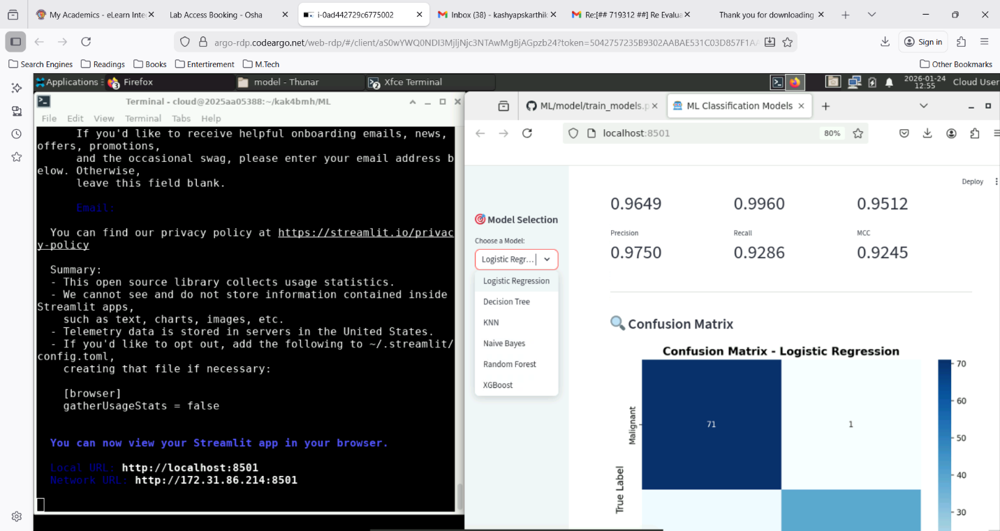 My Academics - eLearn Inte
Lab Access Booking - Osha
i-0ad442729c6775002
Inbox (38) - kashyapskarthik
Re:[## 719312 ##] Re Evalua
Thank you for downloading
argo-rdp.codeargo.net/web-rdp/#/client/
Sign in
Search Engines
Readings
Books
Entertirement
M.Tech
Other Bookmarks
Applications
Firefox
model - Thunar
Xfce Terminal
2026-01-24
12:55
Cloud User
Terminal - cloud@2025aa05388:~/kak4bmh/ML
File Edit View Terminal Tabs Help
If you'd like to receive helpful onboarding emails, news,
offers, promotions,
and the occasional swag, please enter your email address b
elow. Otherwise,
leave this field blank.
Email:
You can find our privacy policy at https://streamlit.io/privac
y-policy
Summary:
- This open source library collects usage statistics.
- We cannot see and do not store information contained inside
Streamlit apps,
such as text, charts, images, etc.
- Telemetry data is stored in servers in the United States.
- If you'd like to opt out, add the following to ~/.streamlit/
config.toml,
creating that file if necessary:
[browser]
gatherUsageStats = false
You can now view your Streamlit app in your browser.
Local URL: http://localhost:8501
Network URL: http://172.31.86.214:8501
ML/model/train_models.p
ML Classification Models
localhost:8501
80%
Deploy
Model Selection
Choose a Model:
Logistic Regr...
Logistic Regression
Decision Tree
KNN
Naive Bayes
Random Forest
XGBoost
0.9649 0.9960 0.9512
Precision Recall MCC
0.9750 0.9286 0.9245
Confusion Matrix
Confusion Matrix - Logistic Regression
Malignant
True Label
71
1
70
60
50
40
30